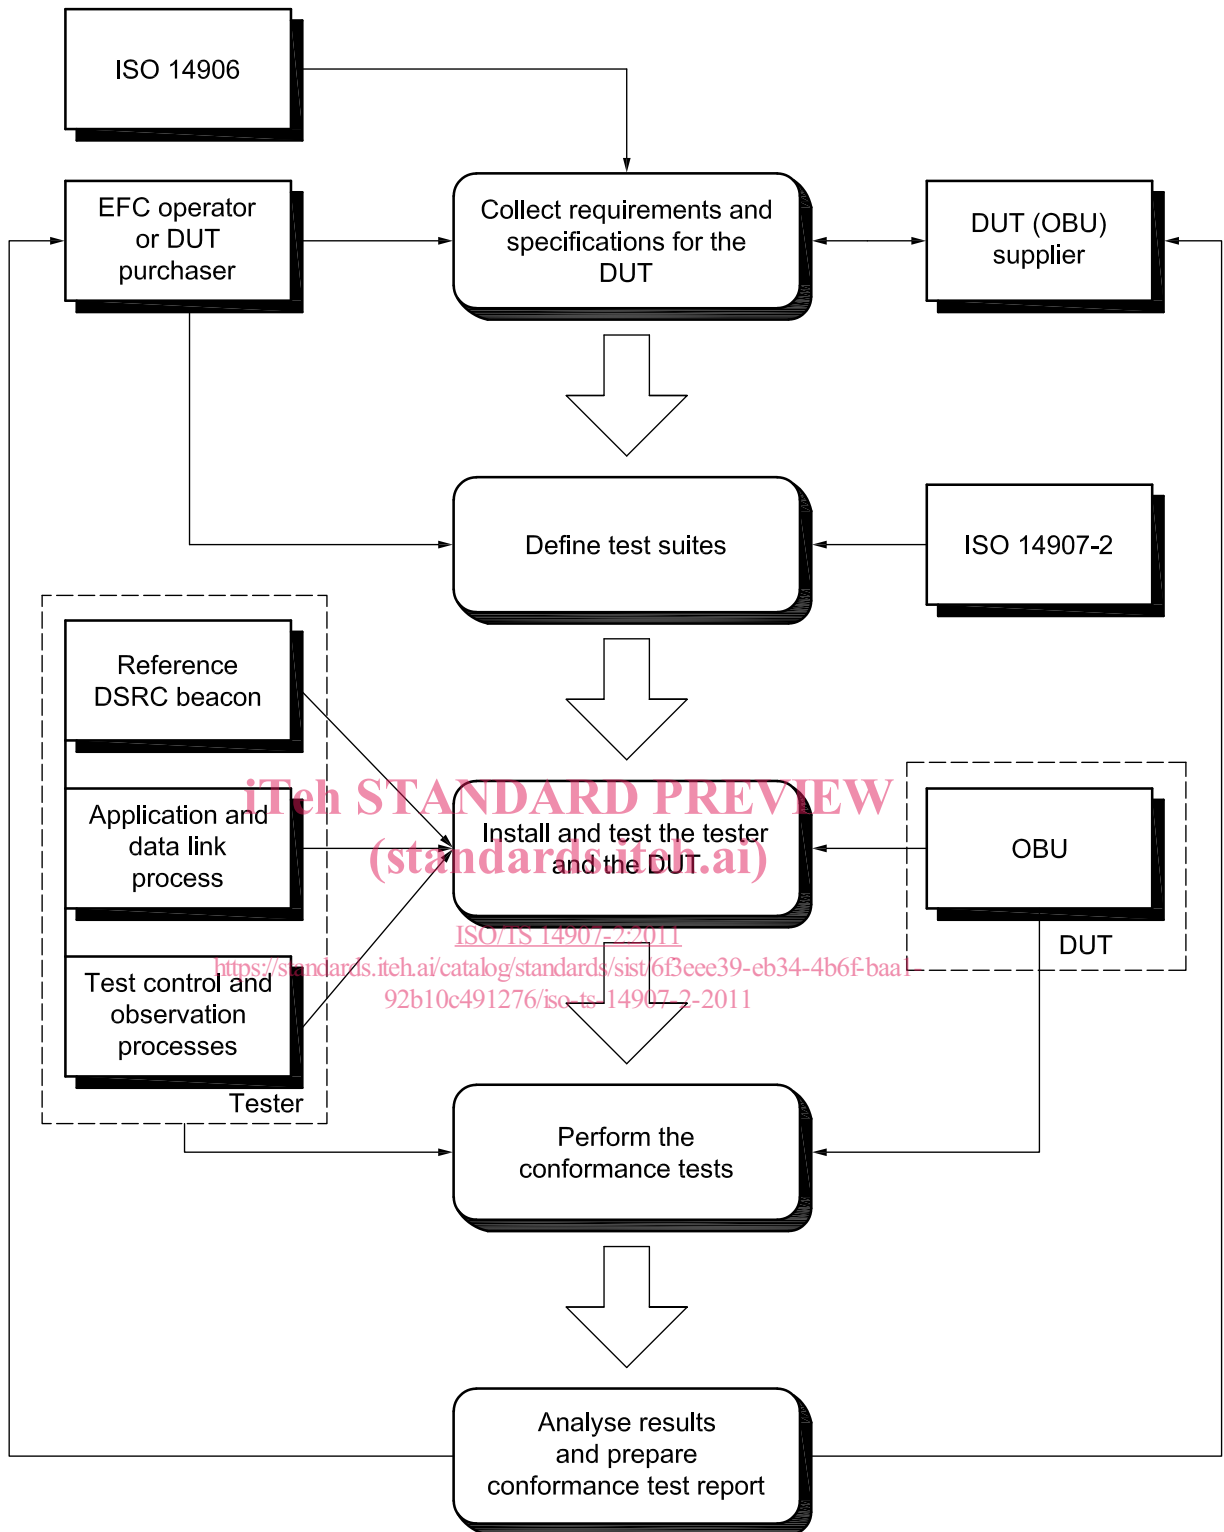 ISO 14906
EFC operator
or DUT
purchaser
Collect requirements and
specifications for the
DUT
DUT (OBU)
supplier
Define test suites
ISO 14907-2
Reference
DSRC beacon
Application and
data link
process
Test control and
observation
processes
Tester
iTeh STANDARD PREVIEW
(standards.iteh.ai)
Install and test the tester
and the DUT
OBU
DUT
ISO/TS 14907-2:2011
https://standards.iteh.ai/catalog/standards/sist/6f3eee39-eb34-4b6f-baa1-
92b10c491276/iso-ts-14907-2-2011
Perform the
conformance tests
Analyse results
and prepare
conformance test report